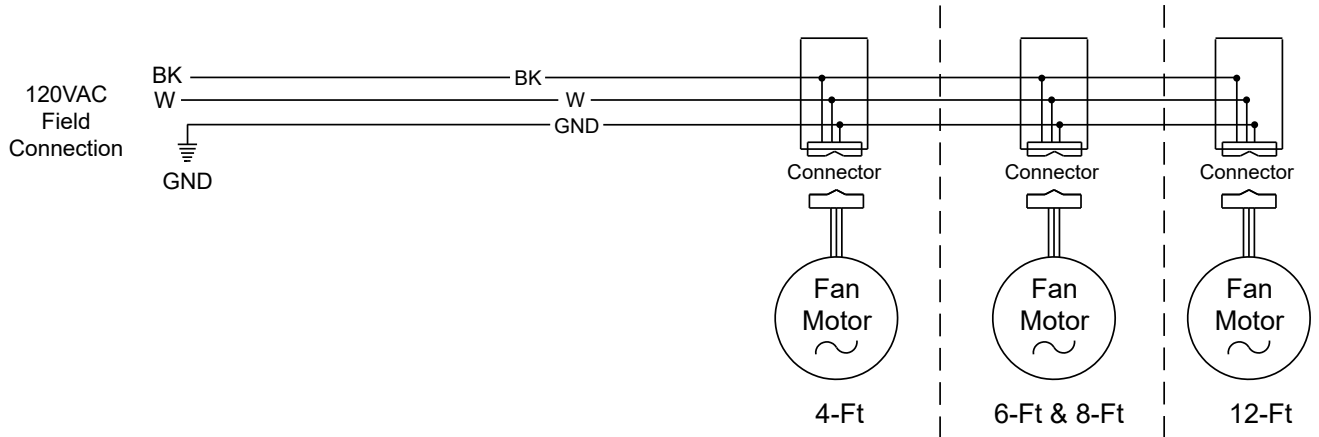 120VAC
Field
Connection
BK
W
GND
BK
W
GND
Connector
Connector
Connector
Fan
Motor
Fan
Motor
Fan
Motor
4-Ft
6-Ft & 8-Ft
12-Ft